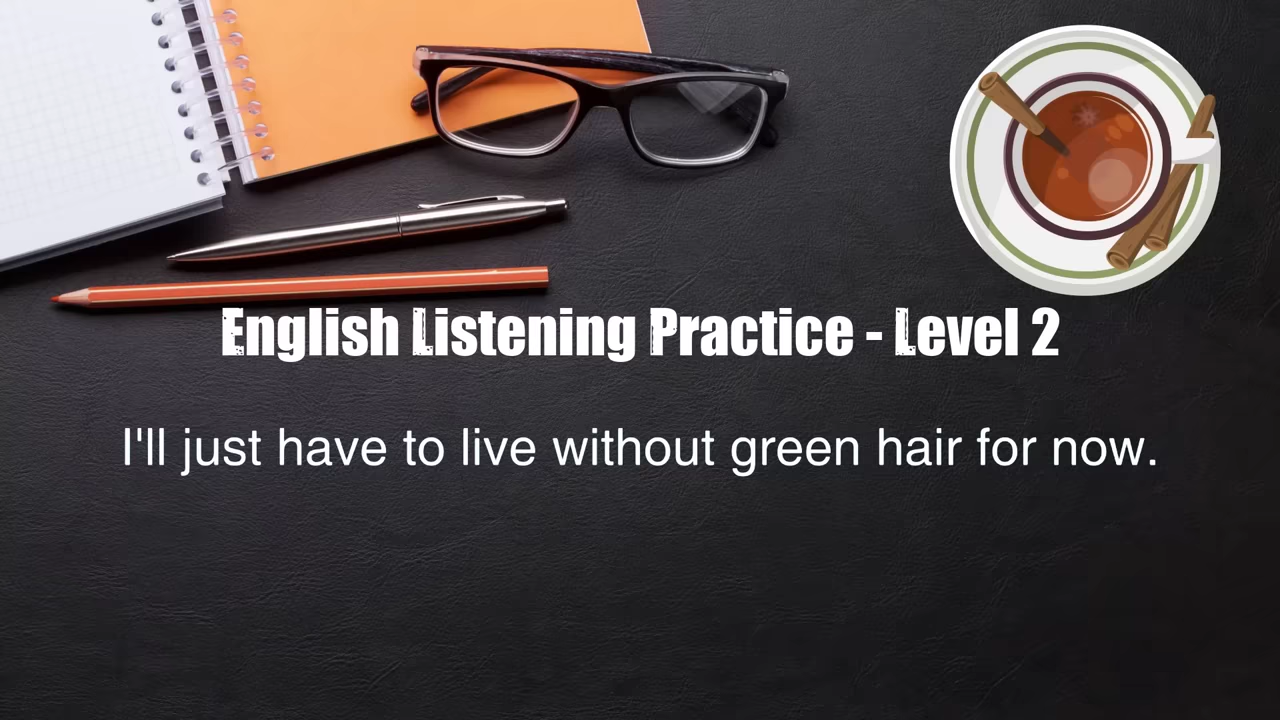 English Listening Practice - Level 2
I'll just have to live without green hair for now.